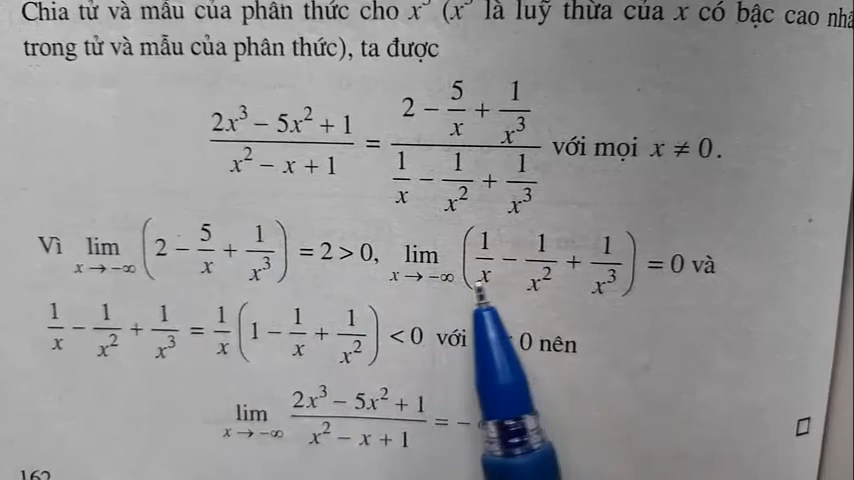 Chia tử và mẫu của phân thức cho x³ (x³ là luỹ thừa của x có bậc cao
trong tử và mẫu của phân thức), ta được
(2x³ − 5x² + 1)/(x² − x + 1) = (2 − 5/x + 1/x³)/(1/x − 1/x² + 1/x³) với mọi x ≠ 0.
Vì lim x → −∞ (2 − 5/x + 1/x³) = 2 > 0, lim x → −∞ (1/x − 1/x² + 1/x³) = 0 và
1/x − 1/x² + 1/x³ = 1/x (1 − 1/x + 1/x²) < 0 với 0 nên
lim x → −∞ (2x³ − 5x² + 1)/(x² − x + 1) = −
162